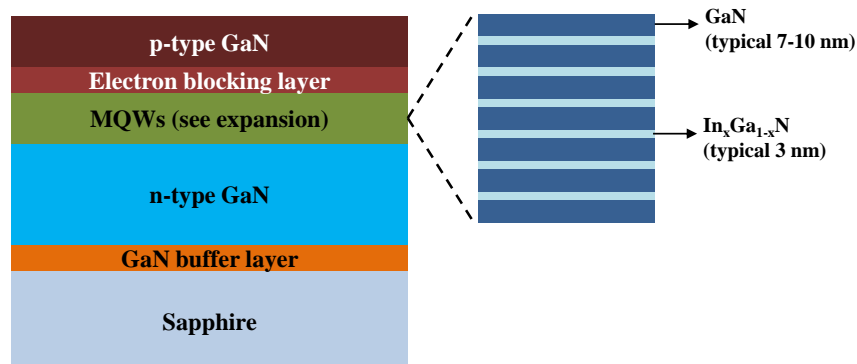 p-type GaN
Electron blocking layer
MQWs (see expansion)
n-type GaN
GaN buffer layer
Sapphire
GaN
(typical 7-10 nm)
InₓGa₁₋ₓN
(typical 3 nm)